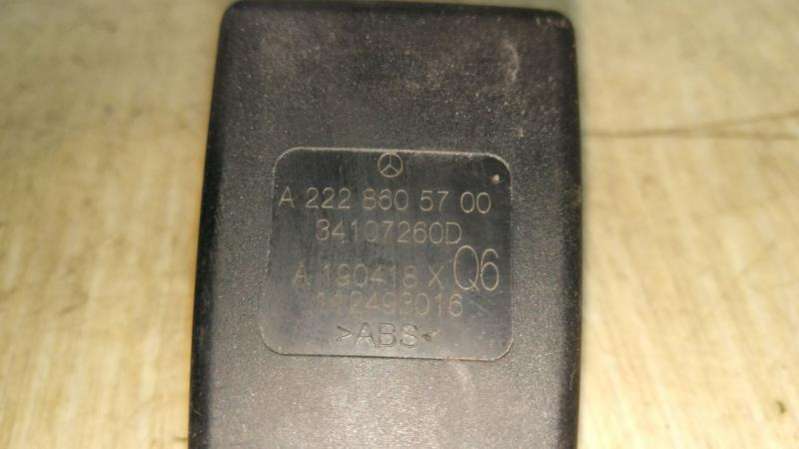 A 222 860 57 00
34107260D
A 190418 X Q6
>ABS<